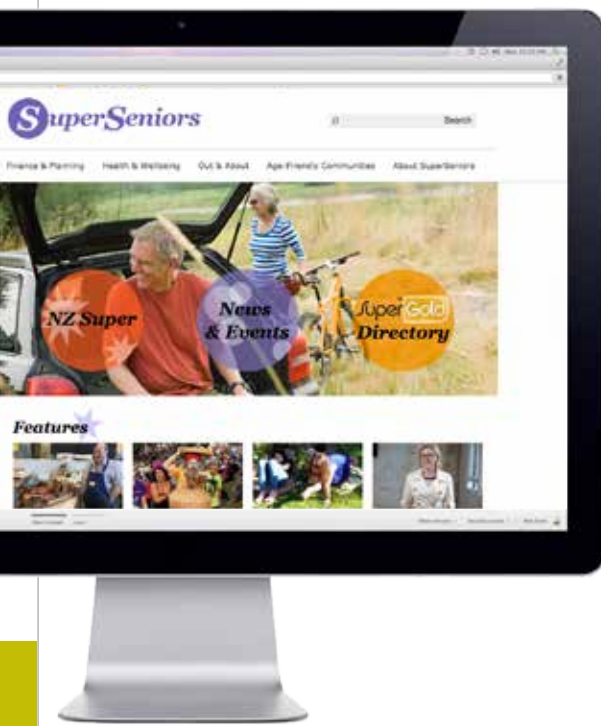 SuperSeniors
Search
Finance & Planning Health & Wellbeing Out & About Age-Friendly Communities About SuperSeniors
NZ Super
News
& Events
SuperGold
Directory
Features